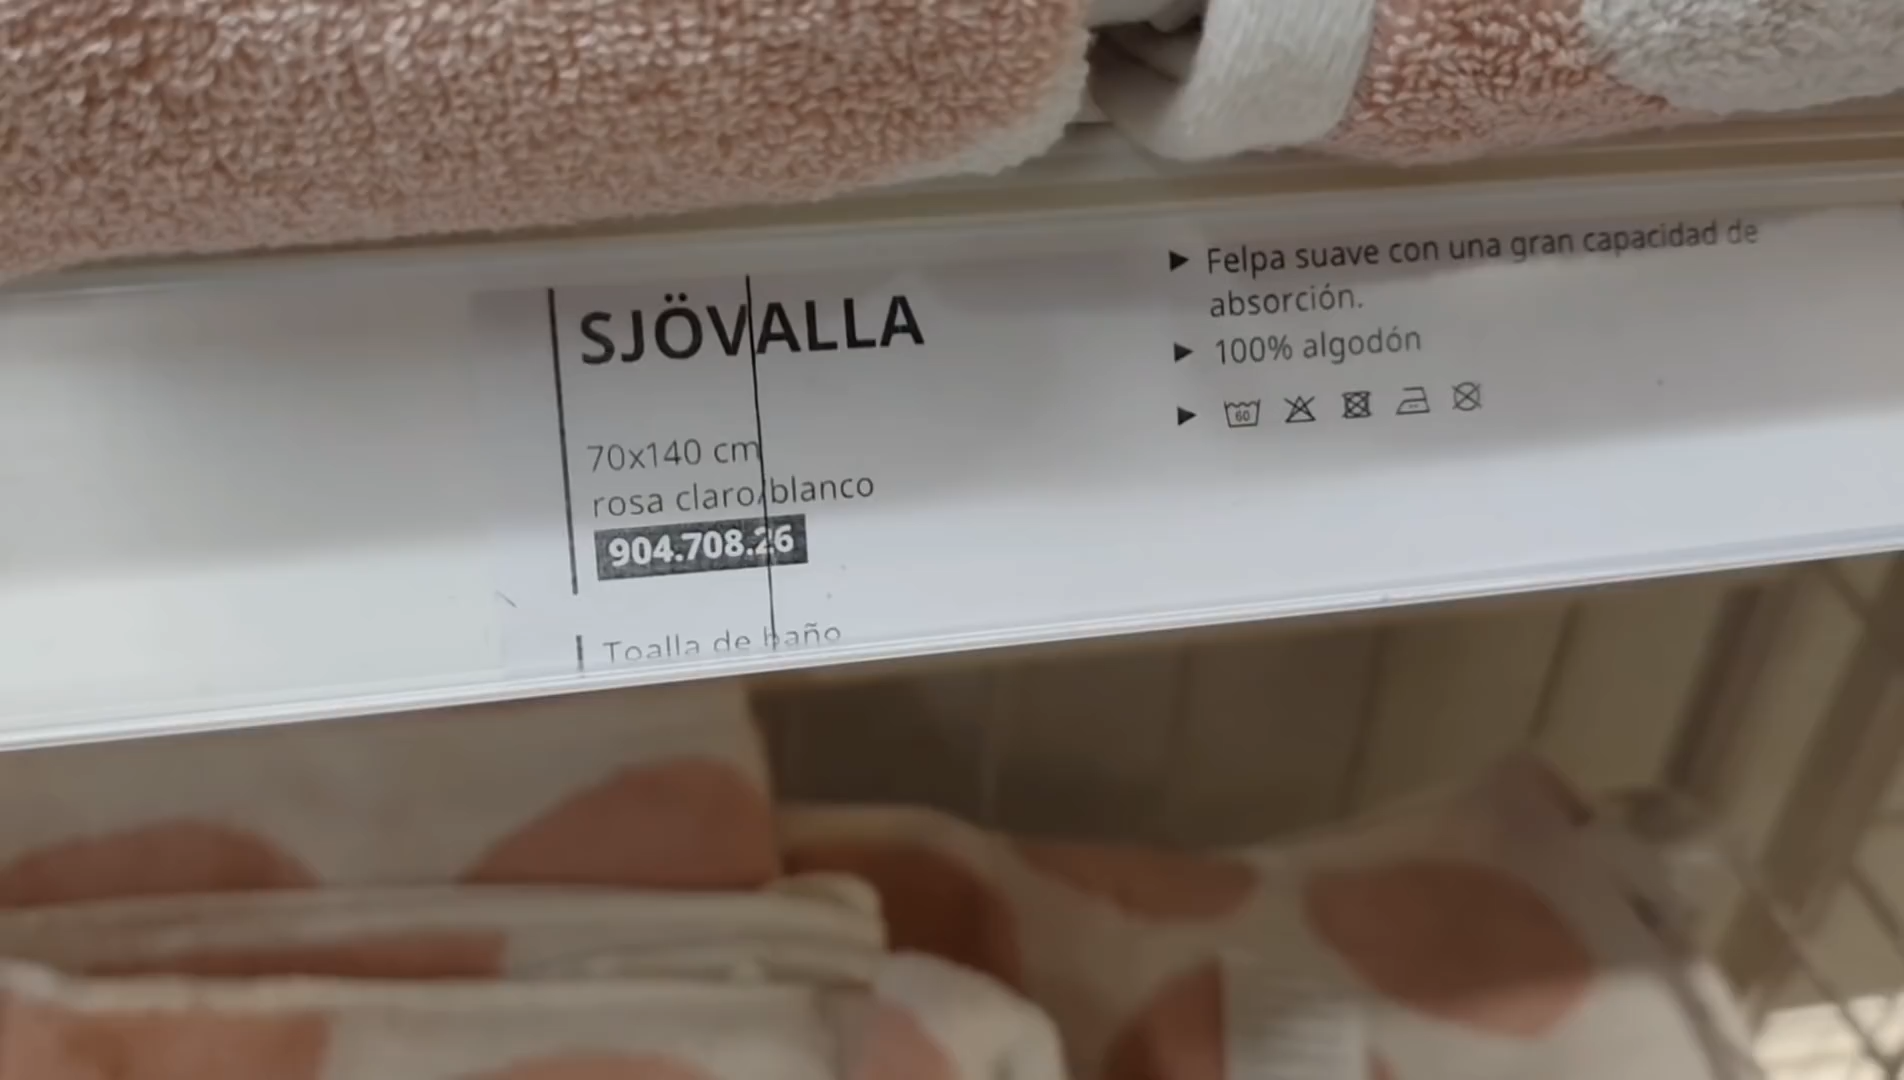 SJÖVALLA
70x140 cm
rosa claro/blanco
904.708.26
Toalla de baño
Felpa suave con una gran capacidad de
absorción.
100% algodón
60